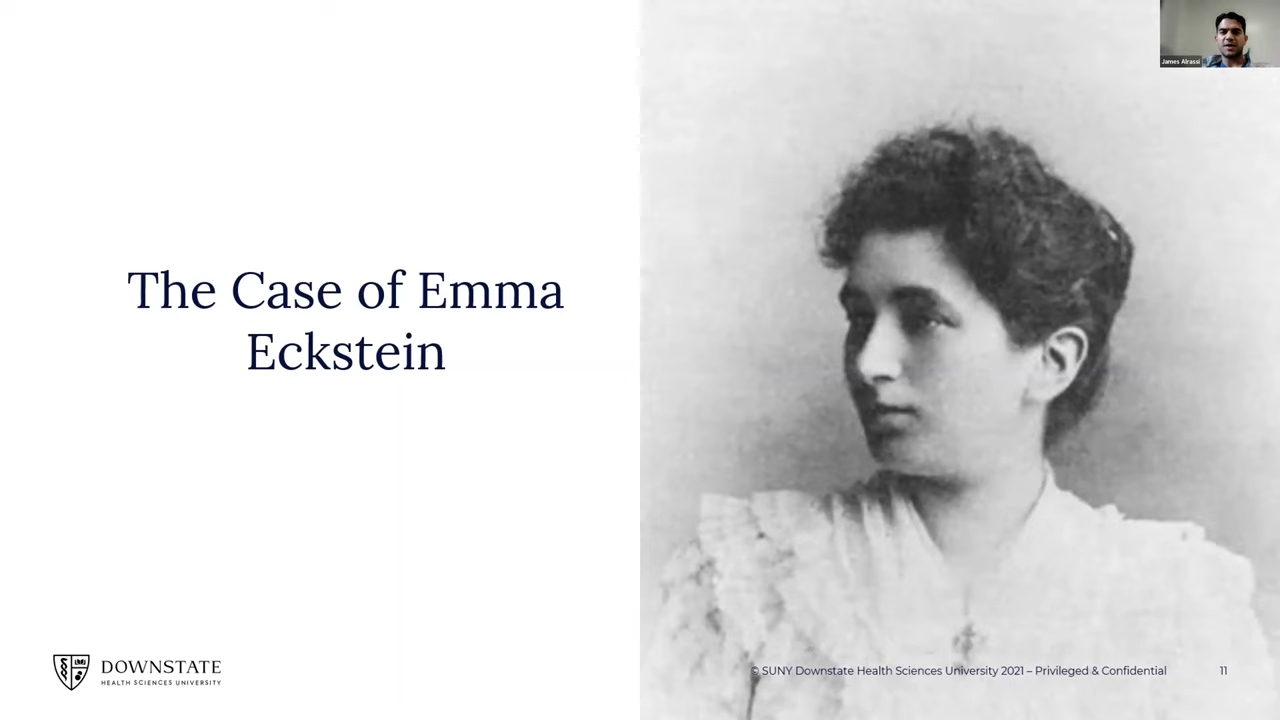 James Alrassi
The Case of Emma
Eckstein
DOWNSTATE
HEALTH SCIENCES UNIVERSITY
© SUNY Downstate Health Sciences University 2021 – Privileged & Confidential
11